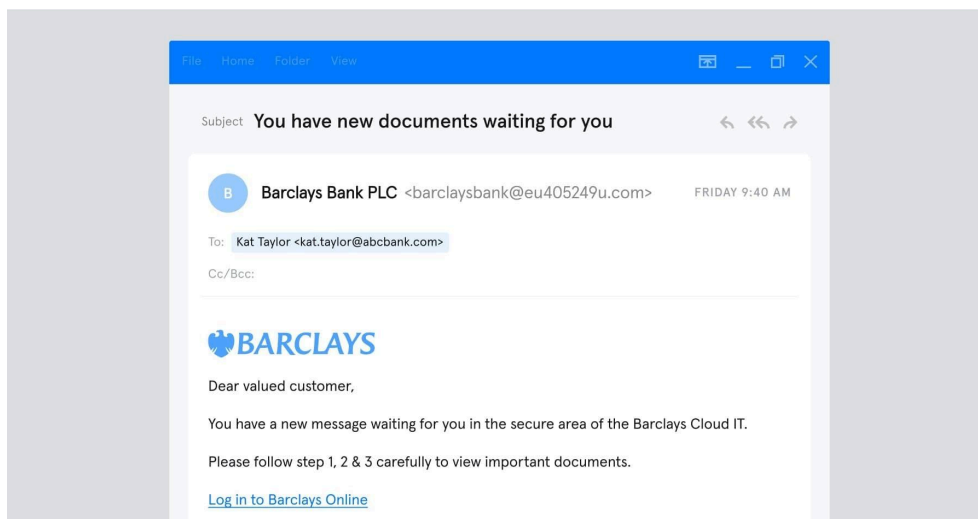 File Home Folder View
Subject You have new documents waiting for you
B Barclays Bank PLC <barclaysbank@eu405249u.com> FRIDAY 9:40 AM
To: Kat Taylor <kat.taylor@abcbank.com>
Cc/Bcc:
BARCLAYS
Dear valued customer,
You have a new message waiting for you in the secure area of the Barclays Cloud IT.
Please follow step 1, 2 & 3 carefully to view important documents.
Log in to Barclays Online